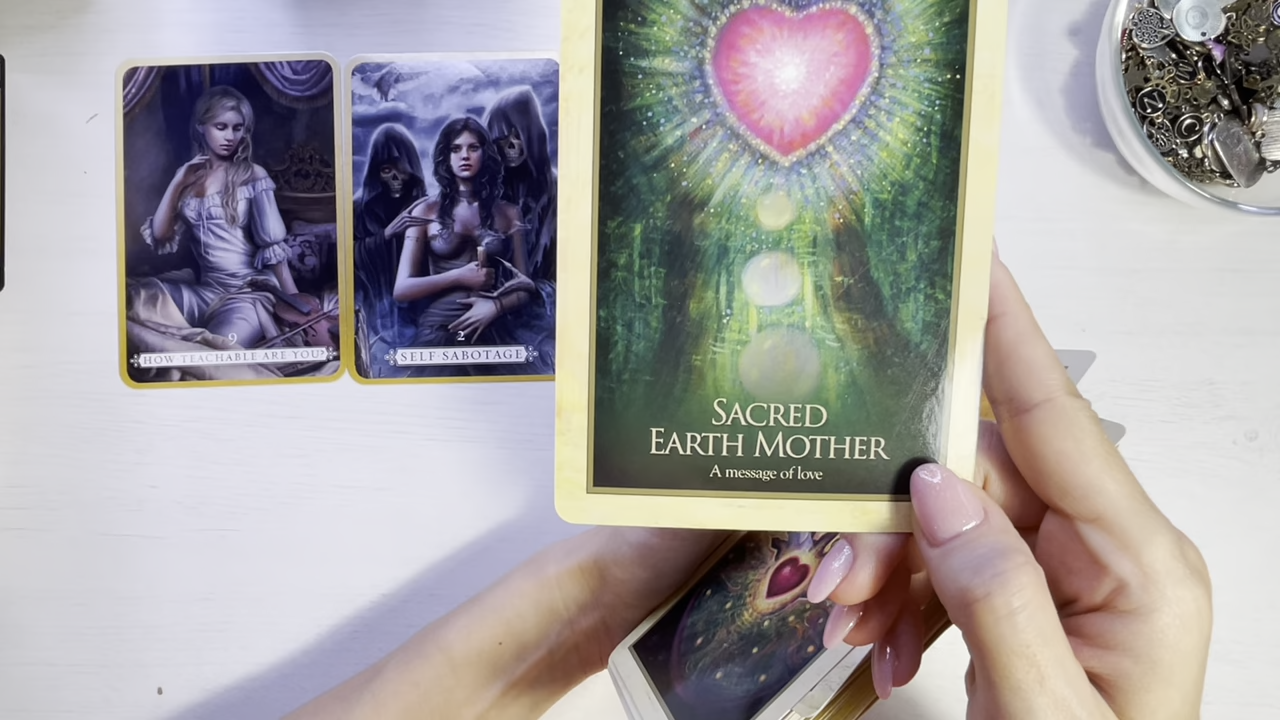 9
HOW TEACHABLE ARE YOU?
2
SELF SABOTAGE
SACRED
EARTH MOTHER
A message of love
N
C